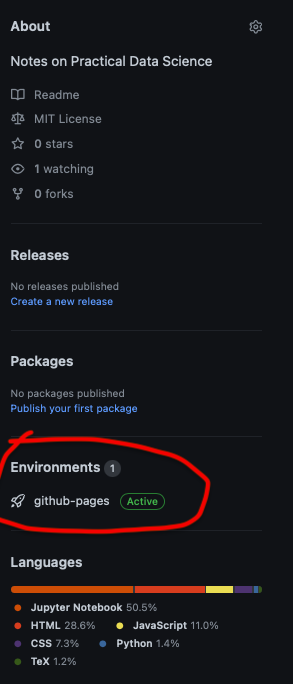 About
Notes on Practical Data Science
Readme
MIT License
0 stars
1 watching
0 forks
Releases
No releases published
Create a new release
Packages
No packages published
Publish your first package
Environments 1
github-pages Active
Languages
Jupyter Notebook 50.5%
HTML 28.6% JavaScript 11.0%
CSS 7.3% Python 1.4%
TeX 1.2%